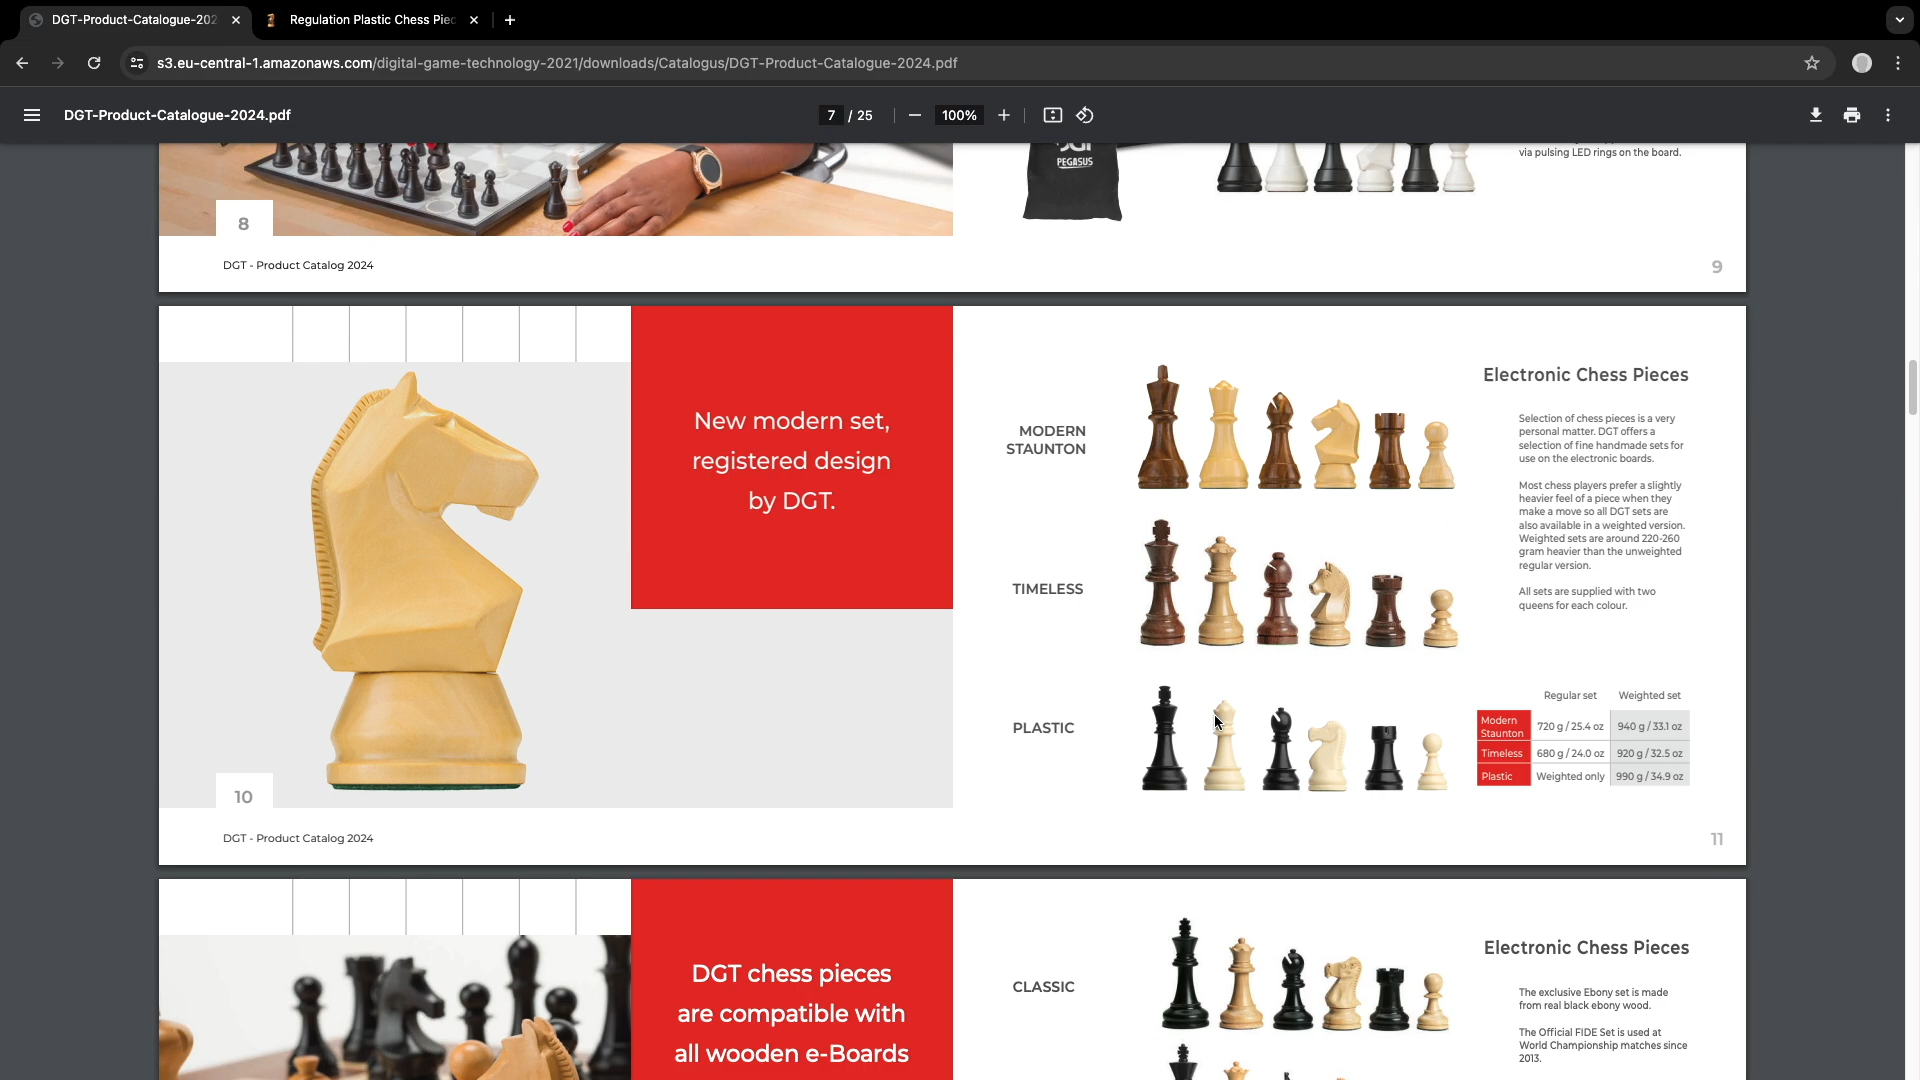 DGT-Product-Catalogue-202
Regulation Plastic Chess Piec
s3.eu-central-1.amazonaws.com/digital-game-technology-2021/downloads/Catalogus/DGT-Product-Catalogue-2024.pdf
DGT-Product-Catalogue-2024.pdf
7 / 25
100%
PEGASUS
via pulsing LED rings on the board.
8
DGT - Product Catalog 2024
9
New modern set,
registered design
by DGT.
10
DGT - Product Catalog 2024
MODERN
STAUNTON
TIMELESS
PLASTIC
Electronic Chess Pieces
Selection of chess pieces is a very
personal matter. DGT offers a
selection of fine handmade sets for
use on the electronic boards.
Most chess players prefer a slightly
heavier feel of a piece when they
make a move so all DGT sets are
also available in a weighted version.
Weighted sets are around 220-260
gram heavier than the unweighted
regular version.
All sets are supplied with two
queens for each colour.
Regular set Weighted set
Modern
Staunton 720 g / 25.4 oz 940 g / 33.1 oz
Timeless 680 g / 24.0 oz 920 g / 32.5 oz
Plastic Weighted only 990 g / 34.9 oz
11
DGT chess pieces
are compatible with
all wooden e-Boards
CLASSIC
Electronic Chess Pieces
The exclusive Ebony set is made
from real black ebony wood.
The Official FIDE Set is used at
World Championship matches since
2013.